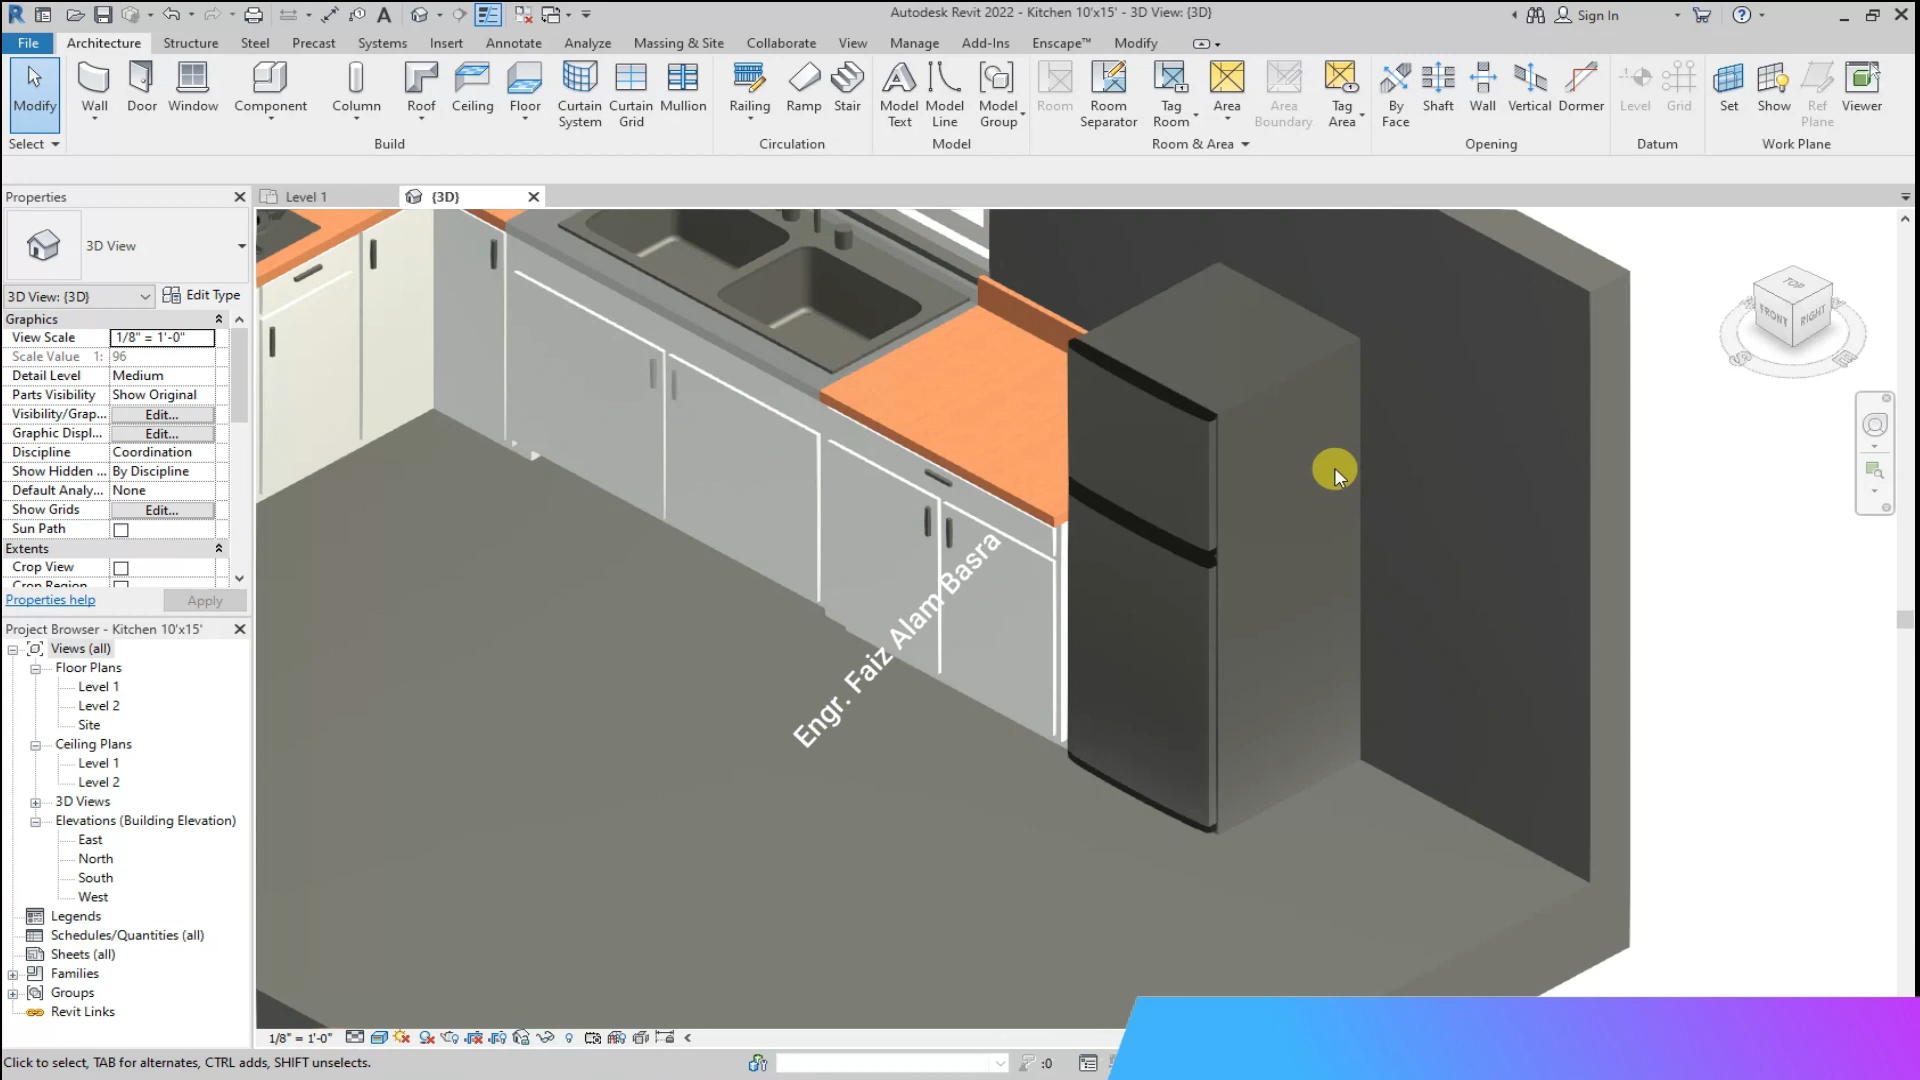 Autodesk Revit 2022 - Kitchen 10'x15' - 3D View: {3D}
Sign In
File Architecture Structure Steel Precast Systems Insert Annotate Analyze Massing & Site Collaborate View Manage Add-Ins Enscape™ Modify
Modify
Wall
Door
Window
Component
Column
Roof
Ceiling
Floor
Curtain
System
Curtain
Grid
Mullion
Railing
Ramp
Stair
Model
Text
Model
Line
Model
Group
Room
Room
Separator
Tag
Room
Area
Area
Boundary
Tag
Area
By
Face
Shaft
Wall
Vertical
Dormer
Level
Grid
Set
Show
Ref
Plane
Viewer
Select
Build
Circulation
Model
Room & Area
Opening
Datum
Work Plane
Properties
Level 1
{3D}
3D View
3D View: {3D}
Edit Type
Graphics
View Scale 1/8" = 1'-0"
Scale Value 1: 96
Detail Level Medium
Parts Visibility Show Original
Visibility/Grap... Edit...
Graphic Displ... Edit...
Discipline Coordination
Show Hidden ... By Discipline
Default Analy... None
Show Grids Edit...
Sun Path
Extents
Crop View
Crop Region
Properties help
Apply
Project Browser - Kitchen 10'x15'
Views (all)
Floor Plans
Level 1
Level 2
Site
Ceiling Plans
Level 1
Level 2
3D Views
Elevations (Building Elevation)
East
North
South
West
Legends
Schedules/Quantities (all)
Sheets (all)
Families
Groups
Revit Links
TOP
FRONT
RIGHT
Engr. Faiz Alam Basra
1/8" = 1'-0"
Click to select, TAB for alternates, CTRL adds, SHIFT unselects.
:0